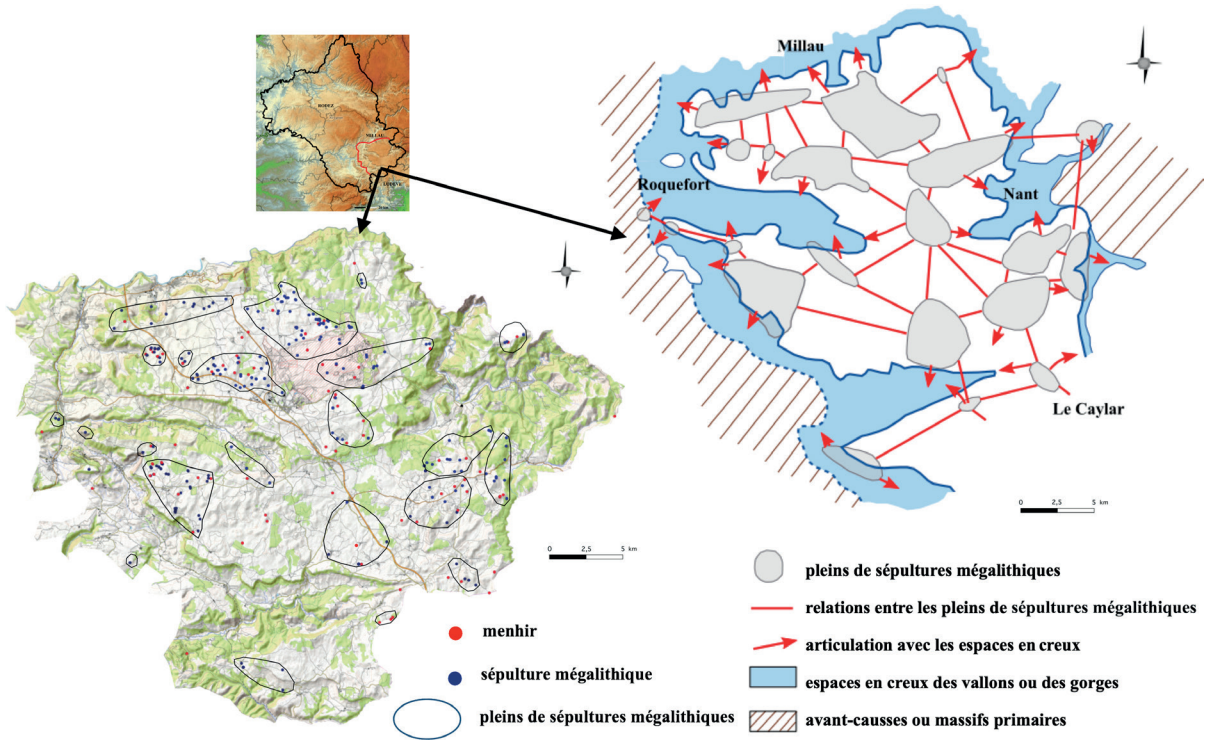 RODEZ
MILLAU
LODEVE
Millau
Roquefort
Nant
Le Caylar
0 2,5 5 km
0 2,5 5 km
menhir
sépulture mégalithique
pleins de sépultures mégalithiques
pleins de sépultures mégalithiques
relations entre les pleins de sépultures mégalithiques
articulation avec les espaces en creux
espaces en creux des vallons ou des gorges
avant-causses ou massifs primaires